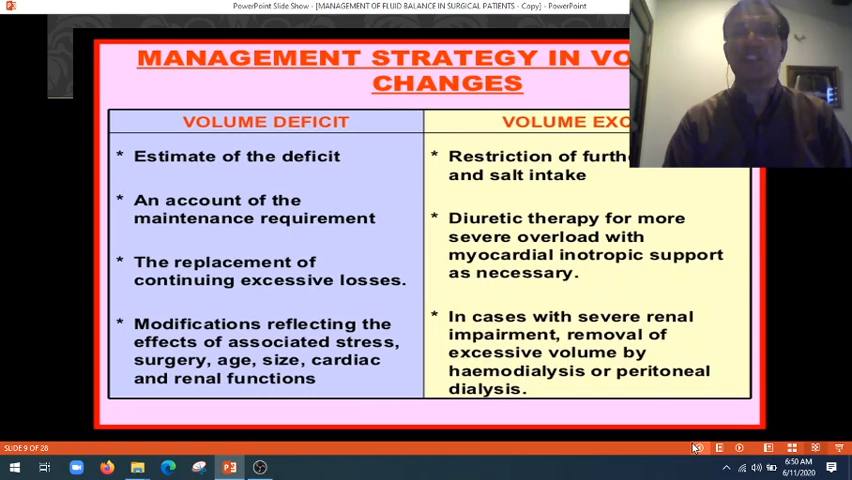 PowerPoint Slide Show - [MANAGEMENT OF FLUID BALANCE IN SURGICAL PATIENTS - Copy] - PowerPoint
MANAGEMENT STRATEGY IN
CHANGES
VOLUME DEFICIT
* Estimate of the deficit
* An account of the
maintenance requirement
* The replacement of
continuing excessive losses.
* Modifications reflecting the
effects of associated stress,
surgery, age, size, cardiac
and renal functions
VOLUME
* Restriction of
and salt intake
* Diuretic therapy for more
severe overload with
myocardial inotropic support
as necessary.
* In cases with severe renal
impairment, removal of
excessive volume by
haemodialysis or peritoneal
dialysis.
SLIDE 9 OF 28
6:50 AM
6/11/2020